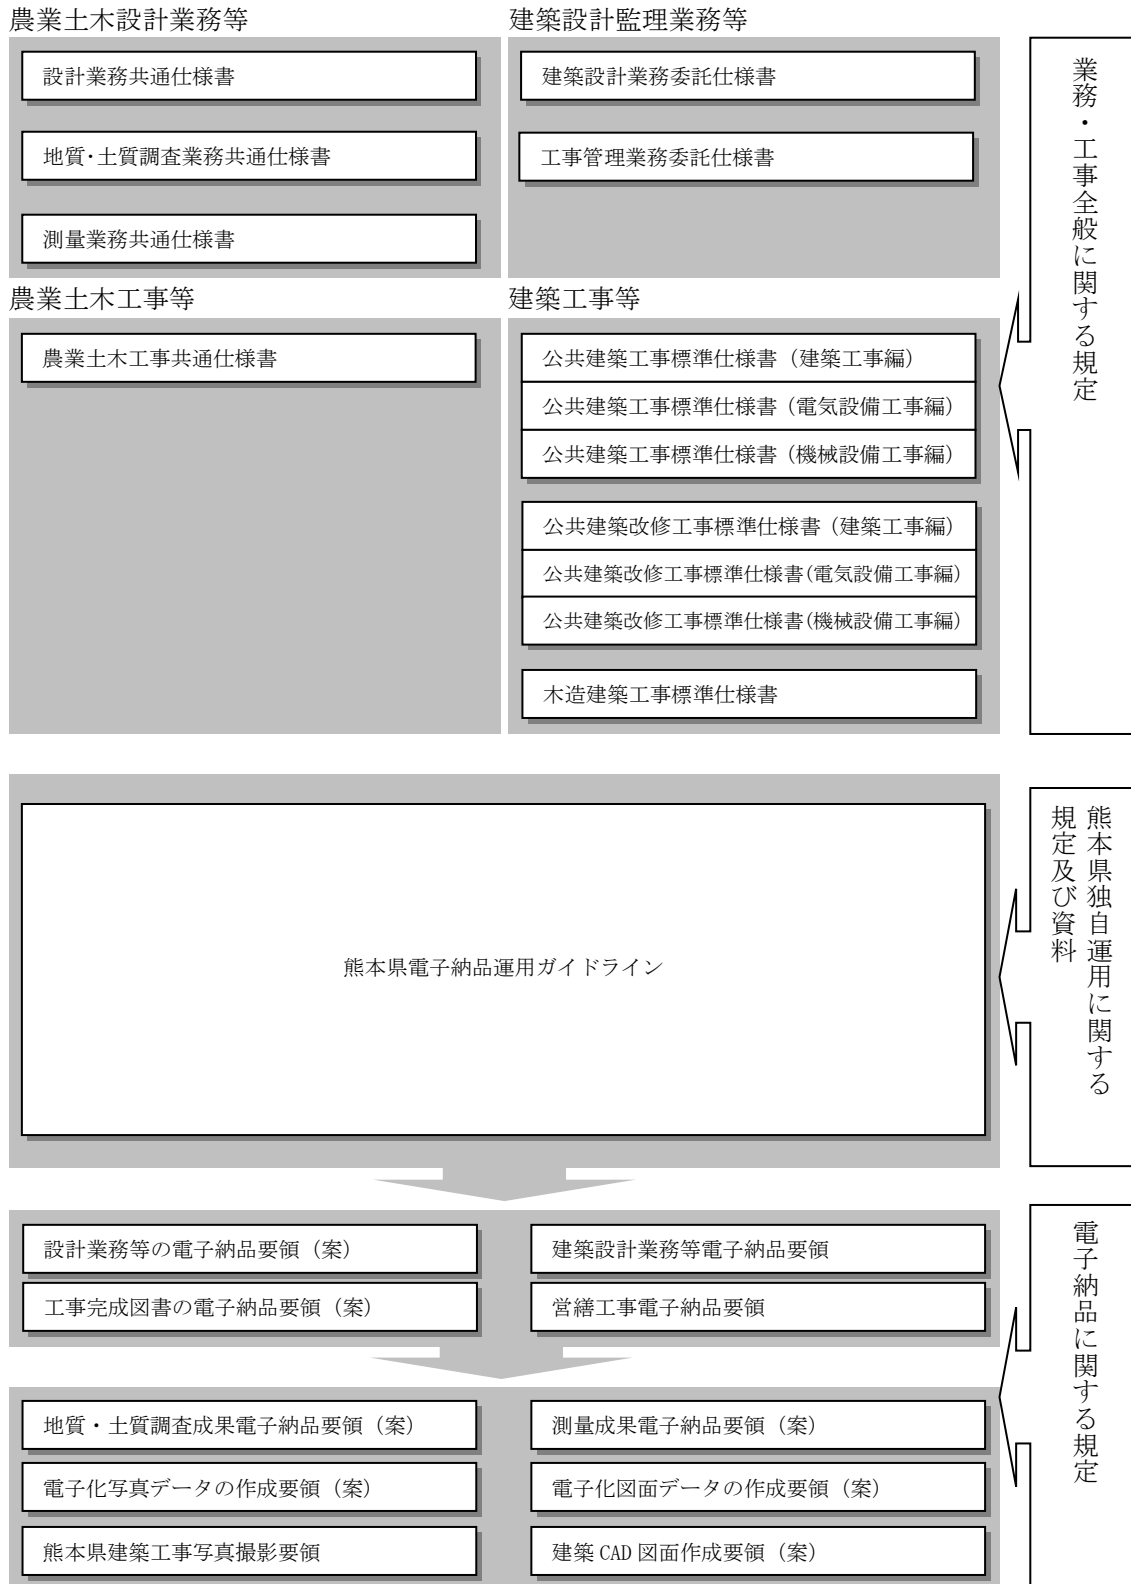 農業土木設計業務等
設計業務共通仕様書
地質・土質調査業務共通仕様書
測量業務共通仕様書
建築設計監理業務等
建築設計業務委託仕様書
工事管理業務委託仕様書
農業土木工事等
農業土木工事共通仕様書
建築工事等
公共建築工事標準仕様書（建築工事編）
公共建築工事標準仕様書（電気設備工事編）
公共建築工事標準仕様書（機械設備工事編）
公共建築改修工事標準仕様書（建築工事編）
公共建築改修工事標準仕様書(電気設備工事編)
公共建築改修工事標準仕様書(機械設備工事編)
木造建築工事標準仕様書
業務・工事全般に関する規定
熊本県電子納品運用ガイドライン
熊本県独自運用に関する
規定及び資料
設計業務等の電子納品要領（案）
建築設計業務等電子納品要領
工事完成図書の電子納品要領（案）
営繕工事電子納品要領
地質・土質調査成果電子納品要領（案）
測量成果電子納品要領（案）
電子化写真データの作成要領（案）
電子化図面データの作成要領（案）
熊本県建築工事写真撮影要領
建築 CAD 図面作成要領（案）
電子納品に関する規定